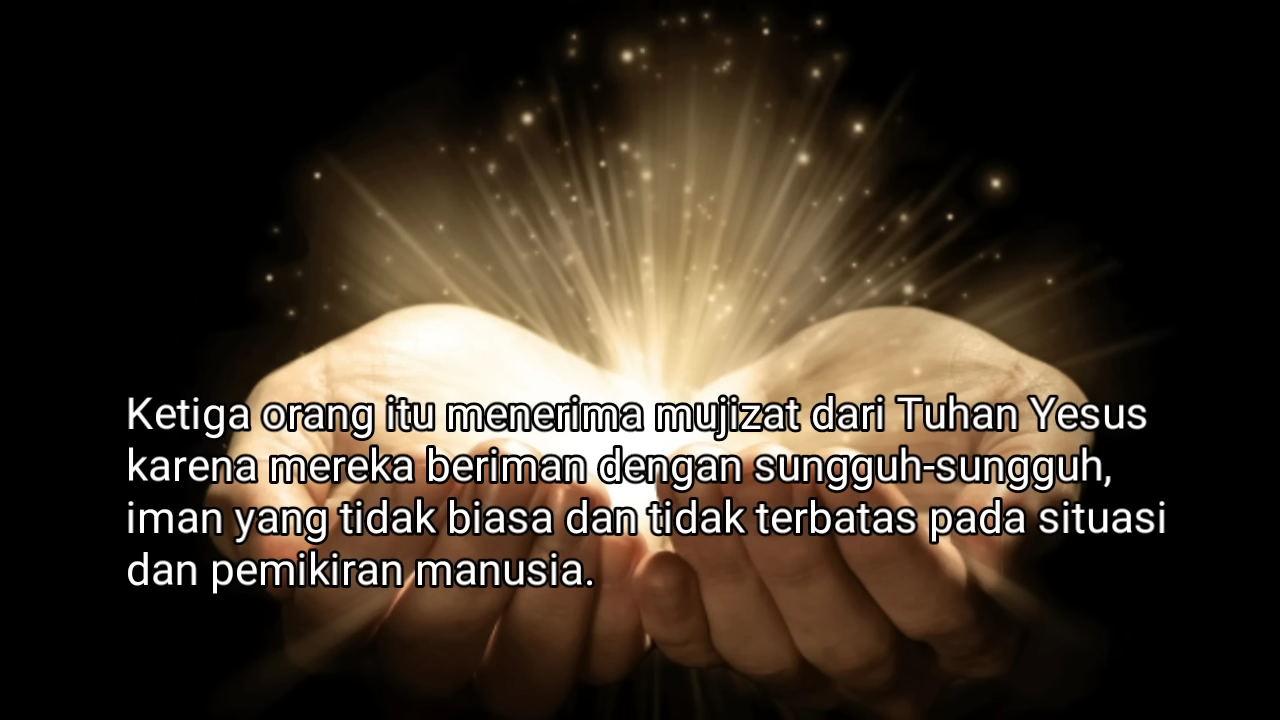 Ketiga orang itu menerima mujizat dari Tuhan Yesus
karena mereka beriman dengan sungguh-sungguh,
iman yang tidak biasa dan tidak terbatas pada situasi
dan pemikiran manusia.